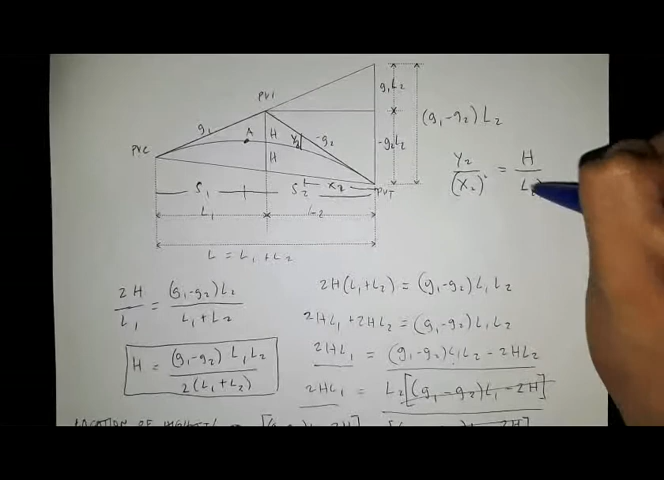 PVI
g₁L₂
g₁
A
H
y₂
-g₂
-g₂L₂
(g₁-g₂)L₂
PVC
H
Y₂/(X₂)² = H/L
S₁
S₂
X₂
PVT
L₁
L₂
L = L₁+L₂
2H/L₁ = (g₁-g₂)L₂/(L₁+L₂)
2H(L₁+L₂) = (g₁-g₂)L₁L₂
2HL₁+2HL₂ = (g₁-g₂)L₁L₂
2HL₁ = (g₁-g₂)L₁L₂ - 2HL₂
H = (g₁-g₂) L₁L₂/2(L₁+L₂)
2HL₁ = L₂[(g₁-g₂)L₁-2H]
LOCATION OF